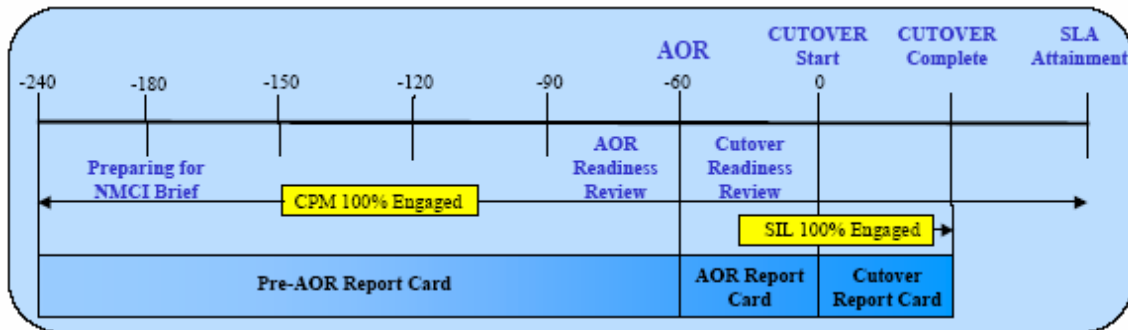 AOR
CUTOVER
Start
CUTOVER
Complete
SLA
Attainment
-240
-180
-150
-120
-90
-60
0
Preparing for
NMCI Brief
AOR
Readiness
Review
Cutover
Readiness
Review
CPM 100% Engaged
SIL 100% Engaged
Pre-AOR Report Card
AOR Report
Card
Cutover
Report Card